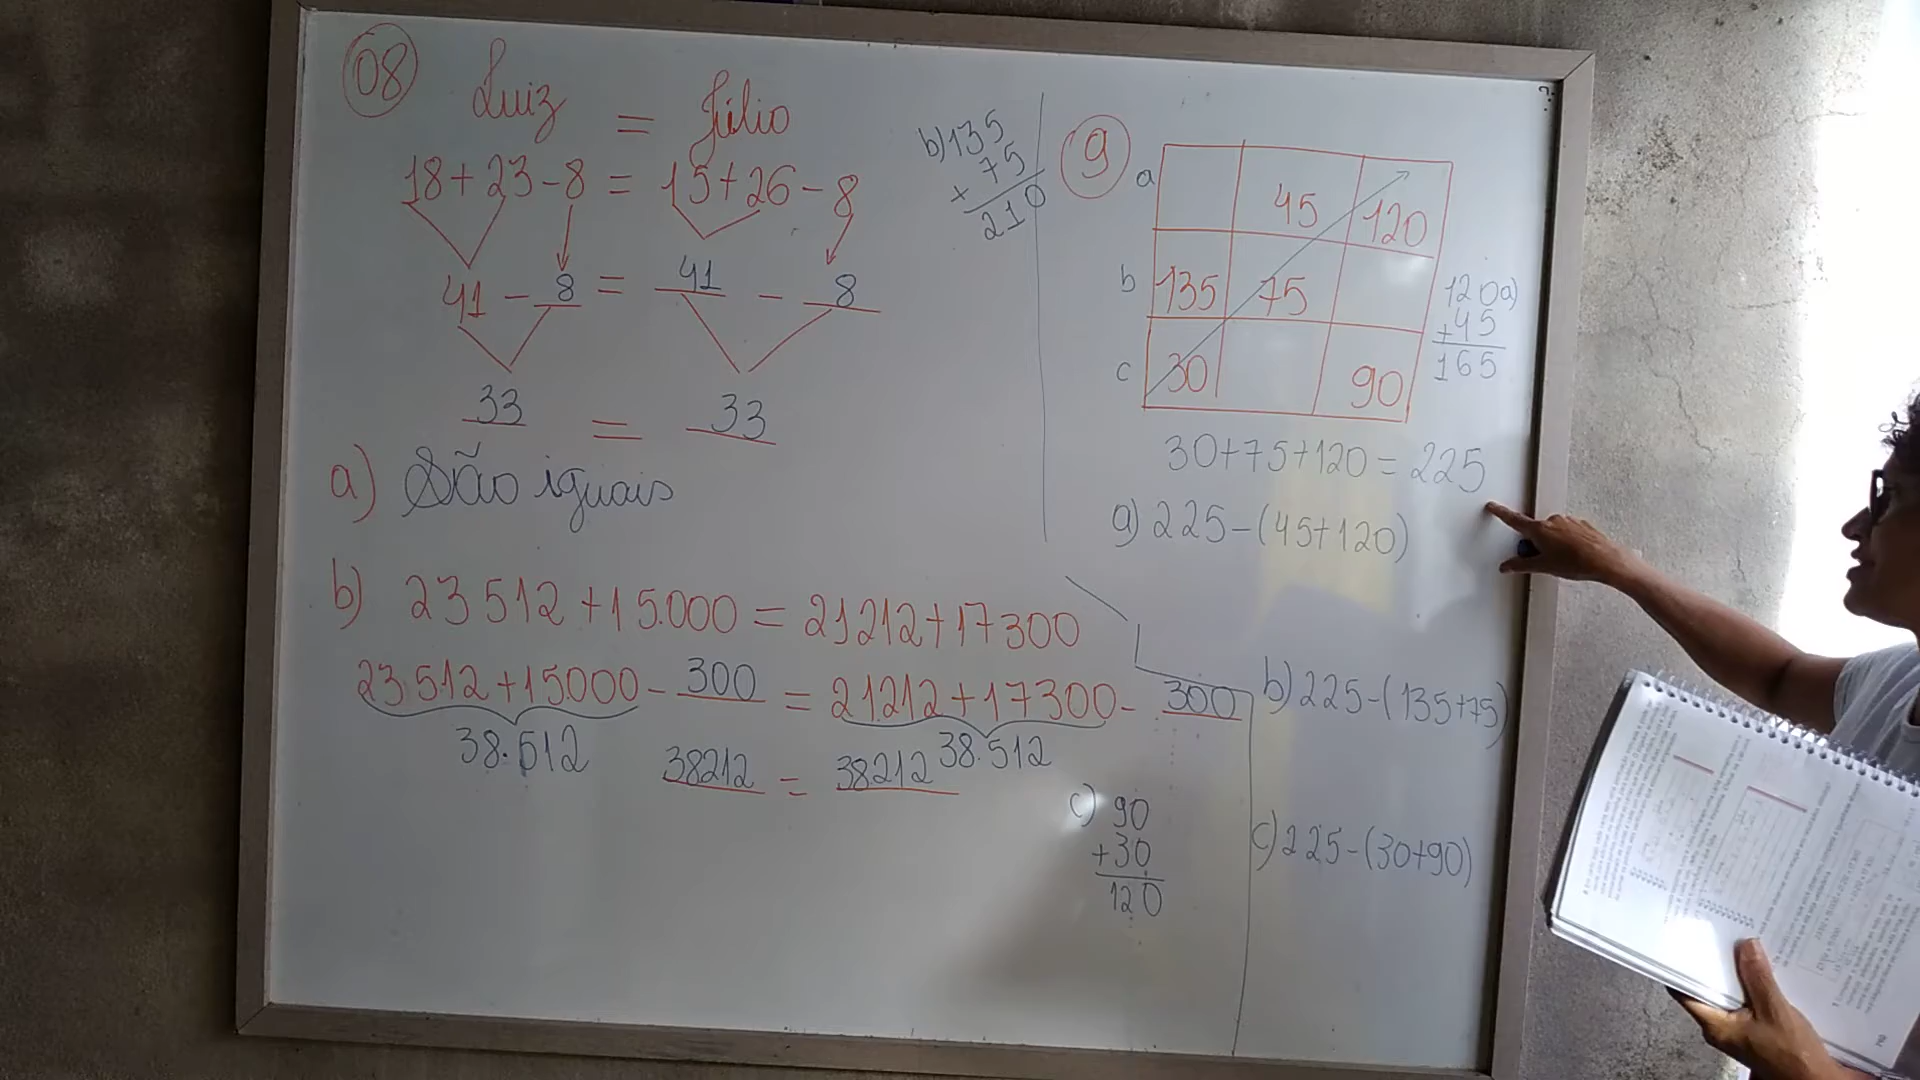 08
Luiz = Júlio
18+23-8 = 15+26-8
41 - 8 = 41 - 8
33 = 33
a) São iguais
b) 23 512 +15.000 = 21212+17300
23.512+15000 - 300 = 21212+17300 - 300
38.512 38.512
38212 = 38212
b) 135
+ 75
210
9
a 45 120
b 135 75
c 30 90
120 a)
+45
165
30+75+120 = 225
a) 225-(45+120)
b) 225-(135+75)
c) 90
+30
120
c) 225-(30+90)